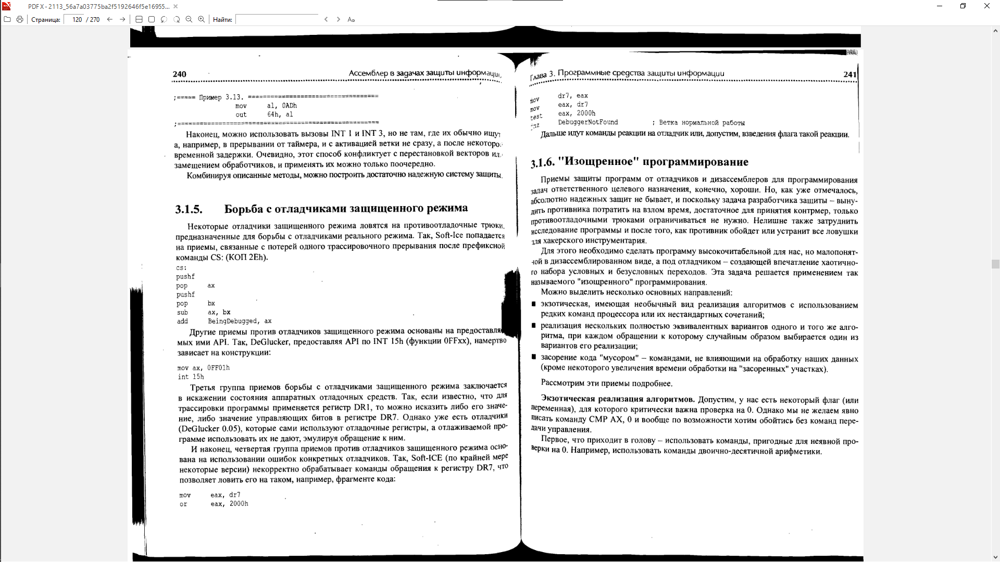 PDF X - 2113_56a7a03775ba2f5192646f5e16955...
Страница: 120 / 270 Найти: Aa
240 Ассемблер в задачах защиты информации,
;===== Пример 3.13. ===================================
mov al, 0ADh
out 64h, al
;======================================================
Наконец, можно использовать вызовы INT 1 и INT 3, но не там, где их обычно ищут
а, например, в прерывании от таймера, и с активацией ветки не сразу, а после некоторо
временной задержки. Очевидно, этот способ конфликтует с перестановкой векторов ил
замещением обработчиков, и применять их можно только поочередно.
Комбинируя описанные методы, можно построить достаточно надежную систему защиты.
3.1.5. Борьба с отладчиками защищенного режима
Некоторые отладчики защищенного режима ловятся на противоотладочные трюки,
предназначенные для борьбы с отладчиками реального режима. Так, Soft-Ice попадается
на приемы, связанные с потерей одного трассировочного прерывания после префиксной
команды CS: (КОП 2Eh).
cs:
pushf
pop ax
pushf
pop bx
sub ax, bx
add BeingDebugged, ax
Другие приемы против отладчиков защищенного режима основаны на предоставляе
мых ими API. Так, DeGlucker, предоставляя API по INT 15h (функции 0FFxx), намертво
зависает на конструкции:
mov ax, 0FF01h
int 15h
Третья группа приемов борьбы с отладчиками защищенного режима заключается
в искажении состояния аппаратных отладочных средств. Так, если известно, что для
трассировки программы применяется регистр DR1, то можно исказить либо его значе-
ние, либо значение управляющих битов в регистре DR7. Однако уже есть отладчики
(DeGlucker 0.05), которые сами используют отладочные регистры, а отлаживаемой про-
грамме использовать их не дают, эмулируя обращение к ним.
И наконец, четвертая группа приемов против отладчиков защищенного режима осно-
вана на использовании ошибок конкретных отладчиков. Так, Soft-ICE (по крайней мере
некоторые версии) некорректно обрабатывает команды обращения к регистру DR7, что
позволяет ловить его на таком, например, фрагменте кода:
mov eax, dr7
or eax, 2000h
Глава 3. Программные средства защиты информации 241
mov dr7, eax
mov eax, dr7
test eax, 2000h
jnz DebuggerNotFound ; Ветка нормальной работы
Дальше идут команды реакции на отладчик или, допустим, взведения флага такой реакции.
3.1.6. "Изощренное" программирование
Приемы защиты программ от отладчиков и дизассемблеров для программирования
задач ответственного целевого назначения, конечно, хороши. Но, как уже отмечалось,
абсолютно надежных защит не бывает, и поскольку задача разработчика защиты – выну-
дить противника потратить на взлом время, достаточное для принятия контрмер, только
противоотладочными трюками ограничиваться не нужно. Нелишне также затруднить
исследование программы и после того, как противник обойдет или устранит все ловушки
для хакерского инструментария.
Для этого необходимо сделать программу высокочитабельной для нас, но малопонят-
ной в дизассемблированном виде, а под отладчиком – создающей впечатление хаотично-
го набора условных и безусловных переходов. Эта задача решается применением так
называемого "изощренного" программирования.
Можно выделить несколько основных направлений:
■ экзотическая, имеющая необычный вид реализация алгоритмов с использованием
редких команд процессора или их нестандартных сочетаний;
■ реализация нескольких полностью эквивалентных вариантов одного и того же алго-
ритма, при каждом обращении к которому случайным образом выбирается один из
вариантов его реализации;
■ засорение кода "мусором" – командами, не влияющими на обработку наших данных
(кроме некоторого увеличения времени обработки на "засоренных" участках).
Рассмотрим эти приемы подробнее.
Экзотическая реализация алгоритмов. Допустим, у нас есть некоторый флаг (или
переменная), для которого критически важна проверка на 0. Однако мы не желаем явно
писать команду CMP AX, 0 и вообще по возможности хотим обойтись без команд пере-
дачи управления.
Первое, что приходит в голову – использовать команды, пригодные для неявной про-
верки на 0. Например, использовать команды двоично-десятичной арифметики.